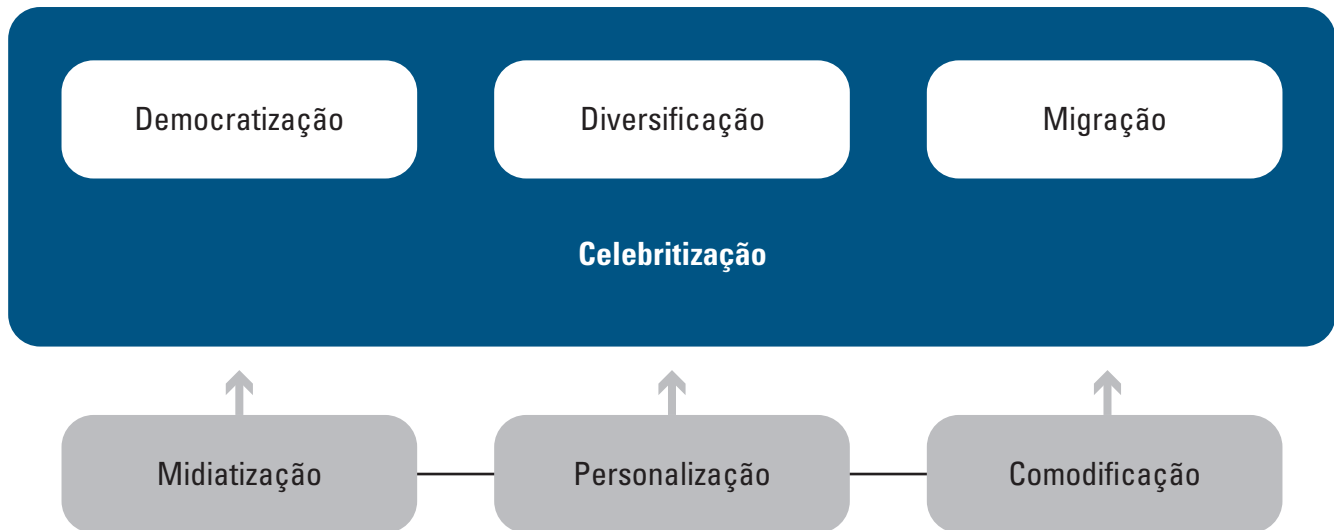 Democratização
Diversificação
Migração
Celebritização
Midiatização
Personalização
Comodificação